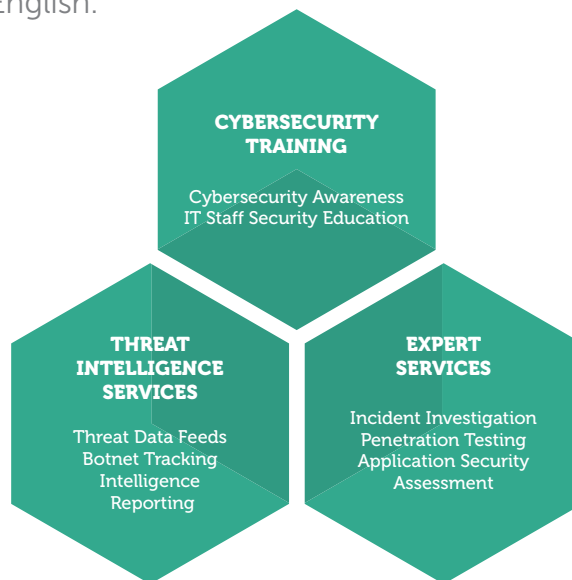 English.
CYBERSECURITY
TRAINING
Cybersecurity Awareness
IT Staff Security Education
THREAT
INTELLIGENCE
SERVICES
Threat Data Feeds
Botnet Tracking
Intelligence
Reporting
EXPERT
SERVICES
Incident Investigation
Penetration Testing
Application Security
Assessment